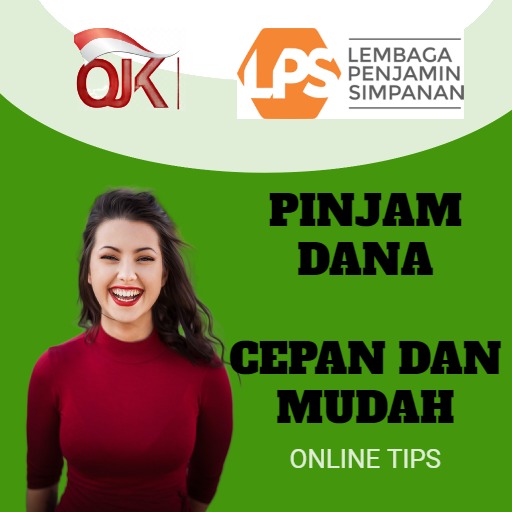 OJK
LPS
LEMBAGA
PENJAMIN
SIMPANAN
PINJAM
DANA
CEPAN DAN
MUDAH
ONLINE TIPS